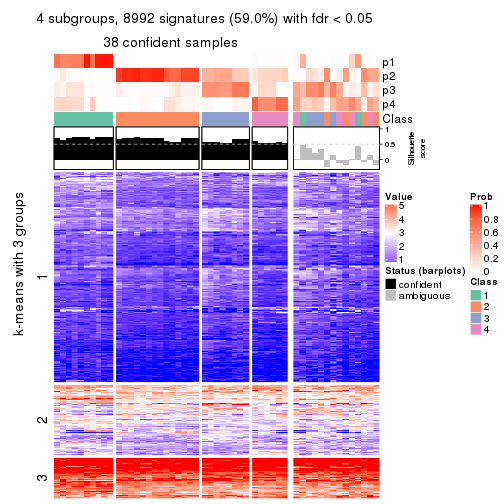 4 subgroups, 8992 signatures (59.0%) with fdr < 0.05
38 confident samples
p1
p2
p3
p4
Class
1
0.5
0
Silhouette
score
k-means with 3 groups
1
2
3
Value
5
4
3
2
1
Status (barplots)
confident
ambiguous
Prob
1
0.8
0.6
0.4
0.2
0
Class
1
2
3
4